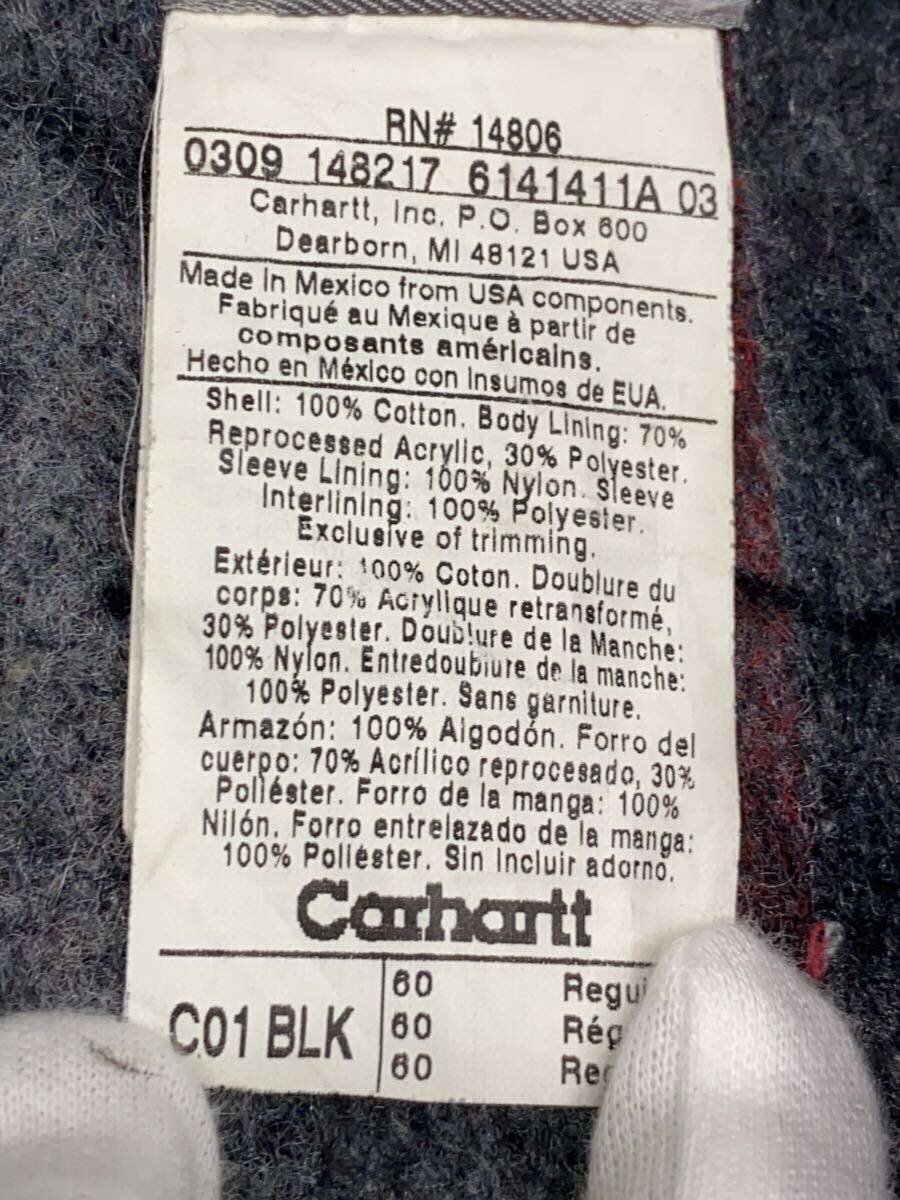 RN# 14806
0309 148217 6141411A 03
Carhartt, Inc. P.O. Box 600
Dearborn, MI 48121 USA
Made in Mexico from USA components.
Fabriqué au Mexique à partir de
composants américains.
Hecho en México con Insumos de EUA.
Shell: 100% Cotton. Body Lining: 70%
Reprocessed Acrylic, 30% Polyester.
Sleeve Lining: 100% Nylon. Sleeve
Interlining: 100% Polyester.
Exclusive of trimming.
Extérieur: 100% Coton. Doublure du
corps: 70% Acrylique retransformé,
30% Polyester. Doublure de la Manche:
100% Nylon. Entredoublure de la manche:
100% Polyester. Sans garniture.
Armazón: 100% Algodón. Forro del
cuerpo: 70% Acrílico reprocesado, 30%
Poliéster. Forro de la manga: 100%
Nilón. Forro entrelazado de la manga:
100% Poliéster. Sin Incluir adorno.
Carhartt
C01 BLK
60 Regu
60 Rég
60 Re